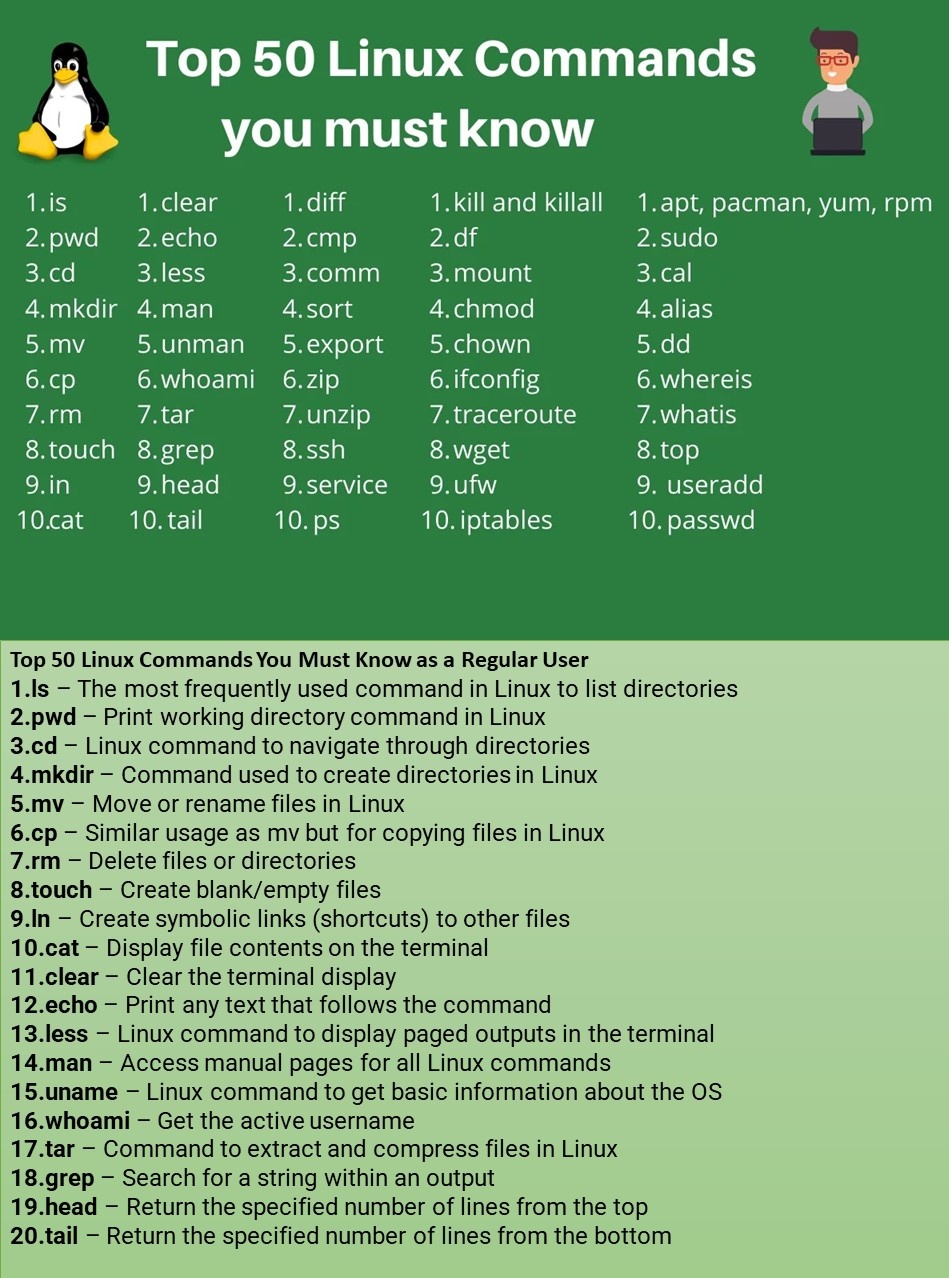 Top 50 Linux Commands
you must know
1. is
2. pwd
3. cd
4. mkdir
5. mv
6. cp
7. rm
8. touch
9. in
10. cat
1. clear
2. echo
3. less
4. man
5. unman
6. whoami
7. tar
8. grep
9. head
10. tail
1. diff
2. cmp
3. comm
4. sort
5. export
6. zip
7. unzip
8. ssh
9. service
10. ps
1. kill and killall
2. df
3. mount
4. chmod
5. chown
6. ifconfig
7. traceroute
8. wget
9. ufw
10. iptables
1. apt, pacman, yum, rpm
2. sudo
3. cal
4. alias
5. dd
6. whereis
7. whatis
8. top
9. useradd
10. passwd
Top 50 Linux Commands You Must Know as a Regular User
1.ls – The most frequently used command in Linux to list directories
2.pwd – Print working directory command in Linux
3.cd – Linux command to navigate through directories
4.mkdir – Command used to create directories in Linux
5.mv – Move or rename files in Linux
6.cp – Similar usage as mv but for copying files in Linux
7.rm – Delete files or directories
8.touch – Create blank/empty files
9.ln – Create symbolic links (shortcuts) to other files
10.cat – Display file contents on the terminal
11.clear – Clear the terminal display
12.echo – Print any text that follows the command
13.less – Linux command to display paged outputs in the terminal
14.man – Access manual pages for all Linux commands
15.uname – Linux command to get basic information about the OS
16.whoami – Get the active username
17.tar – Command to extract and compress files in Linux
18.grep – Search for a string within an output
19.head – Return the specified number of lines from the top
20.tail – Return the specified number of lines from the bottom